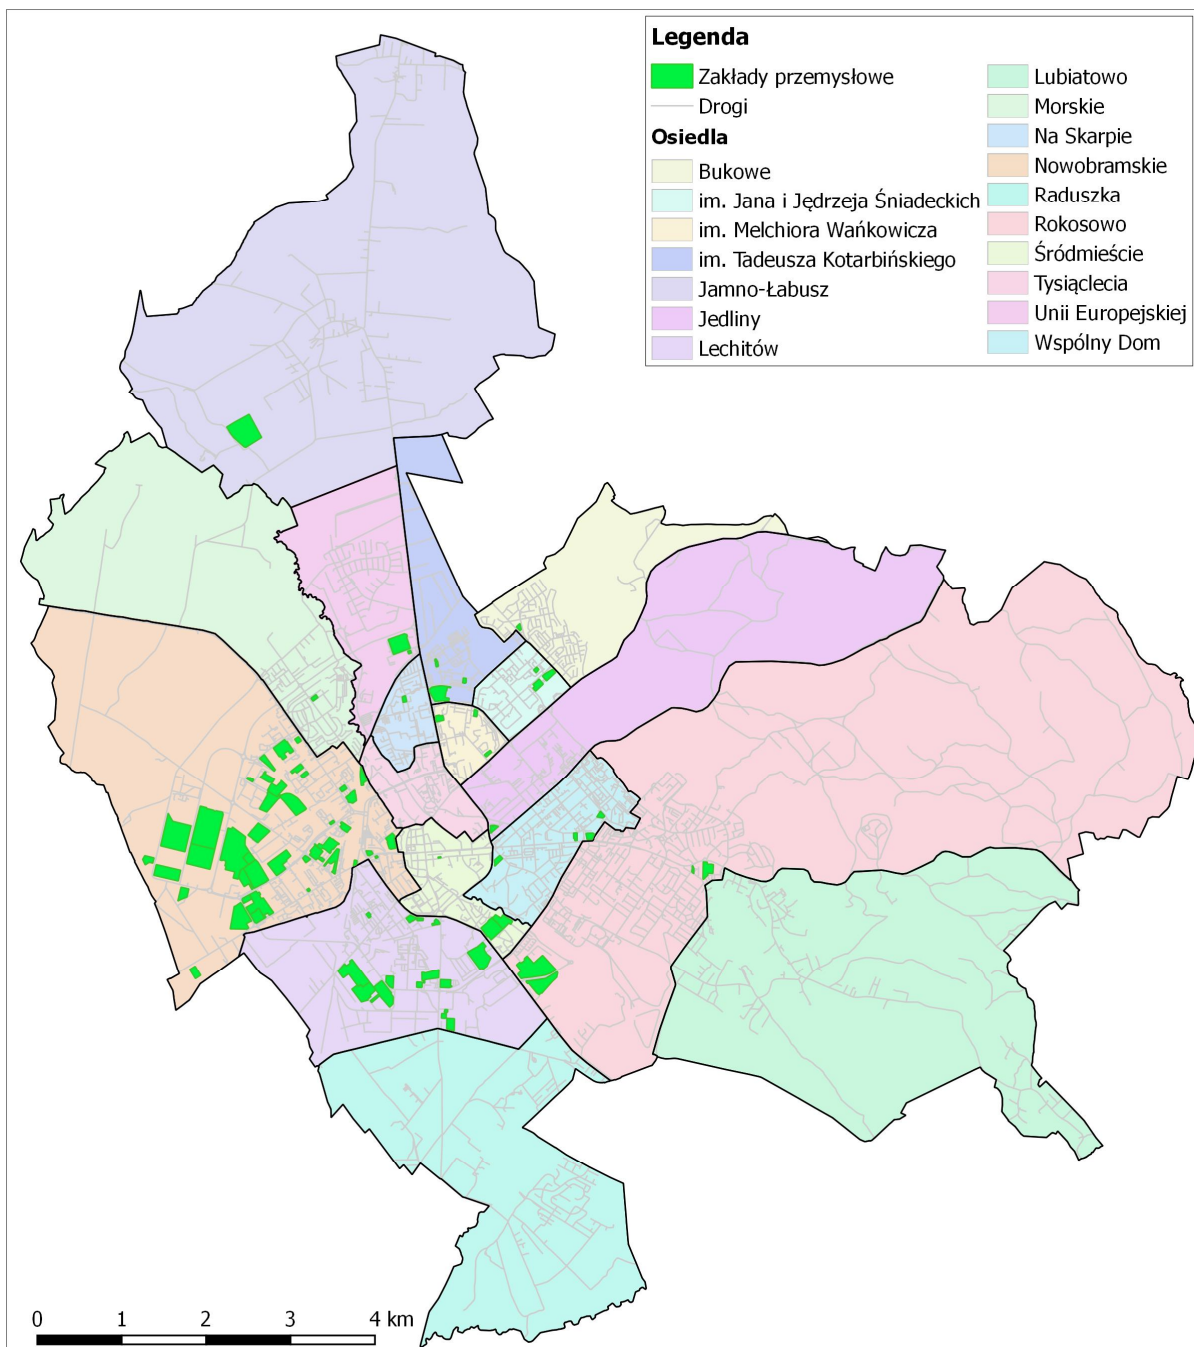 Legenda
Zakłady przemysłowe
Drogi
Osiedla
Bukowe
im. Jana i Jędrzeja Śniadeckich
im. Melchiora Wańkowicza
im. Tadeusza Kotarbińskiego
Jamno-Łabusz
Jedliny
Lechitów
Lubiatowo
Morskie
Na Skarpie
Nowobramskie
Raduszka
Rokosowo
Śródmieście
Tysiąclecia
Unii Europejskiej
Wspólny Dom
0 1 2 3 4 km